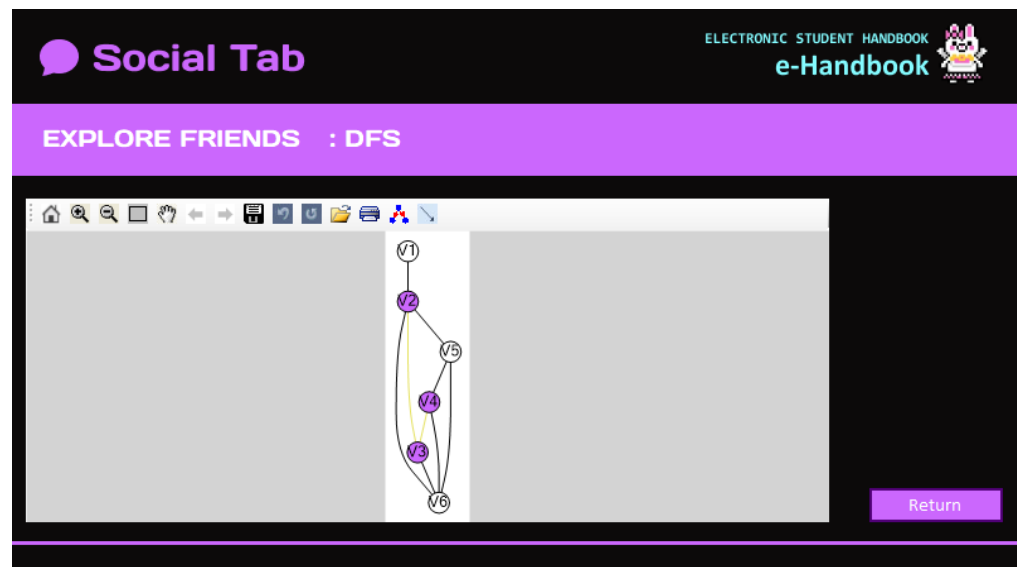 Social Tab
ELECTRONIC STUDENT HANDBOOK
e-Handbook
EXPLORE FRIENDS : DFS
V1
V2
V5
V4
V3
V6
Return